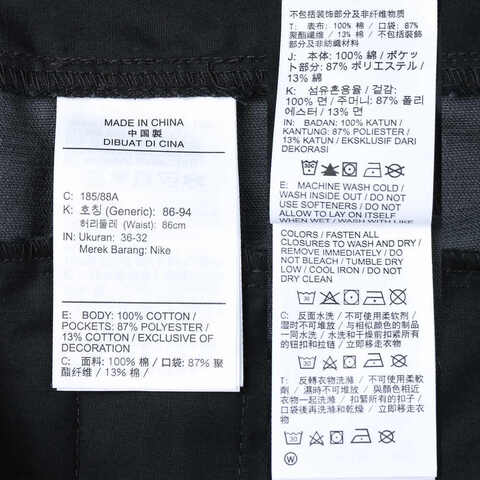 MADE IN CHINA
中国製
DIBUAT DI CINA
C: 185/88A
K: 호칭 (Generic): 86-94
허리둘레 (Waist): 86cm
IN: Ukuran: 36-32
Merek Barang: Nike
E: BODY: 100% COTTON /
POCKETS: 87% POLYESTER /
13% COTTON / EXCLUSIVE OF
DECORATION
C: 面料: 100% 棉 / 口袋: 87% 聚
酯纤维 / 13% 棉 /
不包括装饰部分及非纤维物质
T: 表布: 100% 棉 / 口袋: 87%
聚酯纖維 / 13% 棉 / 不包括裝飾
部分及非紡織材料
J: 本体: 100% 綿 / ポケッ
ト部分: 87% ポリエステル /
13% 綿
K: 섬유혼용율 / 겉감:
100% 면 / 주머니: 87% 폴리
에스터 / 13% 면
IN: BADAN: 100% KATUN /
KANTUNG: 87% POLIESTER /
13% KATUN / EKSKLUSIF DARI
DEKORASI
E: MACHINE WASH COLD /
WASH INSIDE OUT / DO NOT
USE SOFTENERS / DO NOT
ALLOW TO LAY ON ITSELF
WHEN WET / WASH WITH LIKE
COLORS / FASTEN ALL
CLOSURES TO WASH AND DRY /
REMOVE IMMEDIATELY / DO
NOT BLEACH / TUMBLE DRY
LOW / COOL IRON / DO NOT
DRY CLEAN
C: 反面水洗 / 不可使用柔软剂 /
湿时不可堆放 / 与相似颜色的制品
一同水洗 / 水洗和干燥前扣紧所有
的钮扣和拉链 / 立即移走衣物
T: 反轉衣物洗滌 / 不可使用柔軟
劑 / 濕時不可堆放 / 與顏色相近
衣物一起洗滌 / 扣緊所有的扣子 /
口袋後再洗滌和乾燥 / 立即移走衣
物